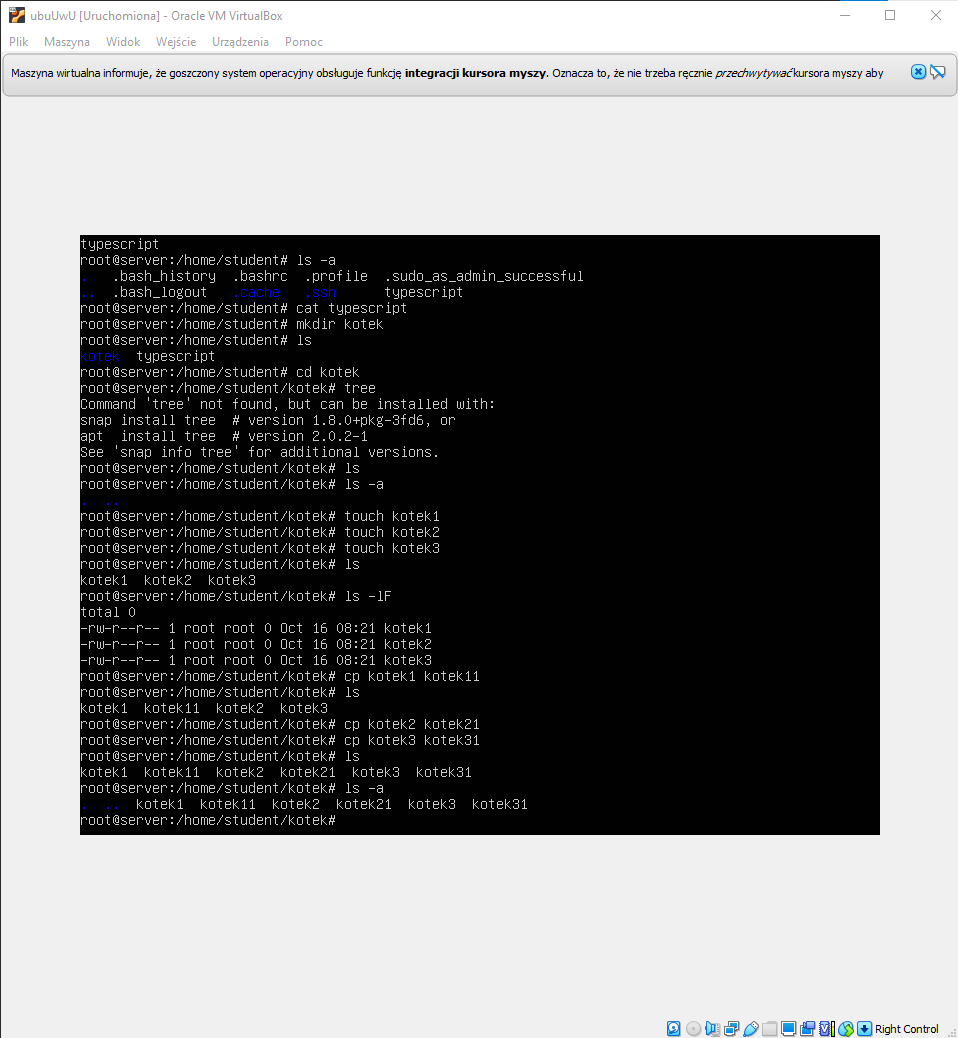 ubuUwU [Uruchomiona] - Oracle VM VirtualBox
Plik Maszyna Widok Wejście Urządzenia Pomoc
Maszyna wirtualna informuje, że goszczony system operacyjny obsługuje funkcję integracji kursora myszy. Oznacza to, że nie trzeba ręcznie przechwytywać kursora myszy aby
typescript
root@server:/home/student# ls -a
.  .bash_history  .bashrc  .profile  .sudo_as_admin_successful
..  .bash_logout  .cache  .ssh  typescript
root@server:/home/student# cat typescript
root@server:/home/student# mkdir kotek
root@server:/home/student# ls
kotek  typescript
root@server:/home/student# cd kotek
root@server:/home/student/kotek# tree
Command 'tree' not found, but can be installed with:
snap install tree  # version 1.8.0+pkg-3fd6, or
apt  install tree  # version 2.0.2-1
See 'snap info tree' for additional versions.
root@server:/home/student/kotek# ls
root@server:/home/student/kotek# ls -a
.  ..
root@server:/home/student/kotek# touch kotek1
root@server:/home/student/kotek# touch kotek2
root@server:/home/student/kotek# touch kotek3
root@server:/home/student/kotek# ls
kotek1  kotek2  kotek3
root@server:/home/student/kotek# ls -lF
total 0
-rw-r--r-- 1 root root 0 Oct 16 08:21 kotek1
-rw-r--r-- 1 root root 0 Oct 16 08:21 kotek2
-rw-r--r-- 1 root root 0 Oct 16 08:21 kotek3
root@server:/home/student/kotek# cp kotek1 kotek11
root@server:/home/student/kotek# ls
kotek1  kotek11  kotek2  kotek3
root@server:/home/student/kotek# cp kotek2 kotek21
root@server:/home/student/kotek# cp kotek3 kotek31
root@server:/home/student/kotek# ls
kotek1  kotek11  kotek2  kotek21  kotek3  kotek31
root@server:/home/student/kotek# ls -a
.  ..  kotek1  kotek11  kotek2  kotek21  kotek3  kotek31
root@server:/home/student/kotek#
Right Control